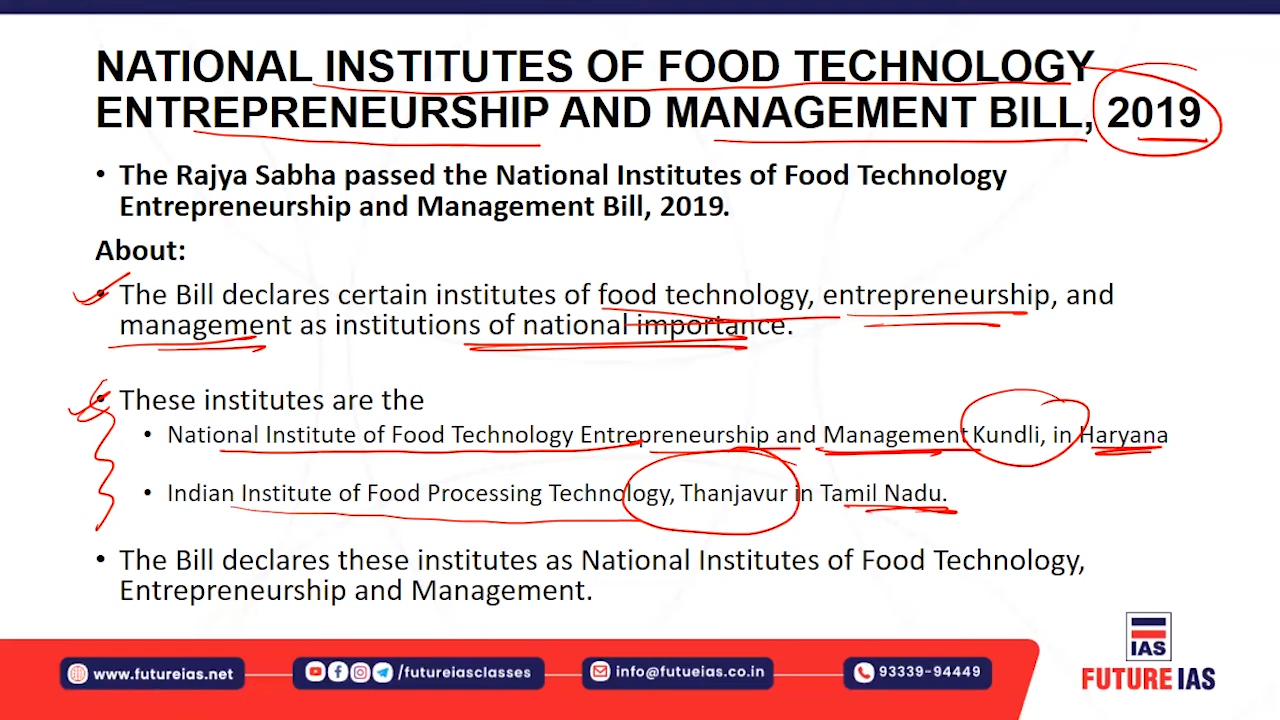 NATIONAL INSTITUTES OF FOOD TECHNOLOGY
ENTREPRENEURSHIP AND MANAGEMENT BILL, 2019
• The Rajya Sabha passed the National Institutes of Food Technology
Entrepreneurship and Management Bill, 2019.
About:
• The Bill declares certain institutes of food technology, entrepreneurship, and
management as institutions of national importance.
• These institutes are the
• National Institute of Food Technology Entrepreneurship and Management Kundli, in Haryana
• Indian Institute of Food Processing Technology, Thanjavur in Tamil Nadu.
• The Bill declares these institutes as National Institutes of Food Technology,
Entrepreneurship and Management.
IAS
FUTURE IAS
www.futureias.net
/futureiasclasses
info@futueias.co.in
93339-94449